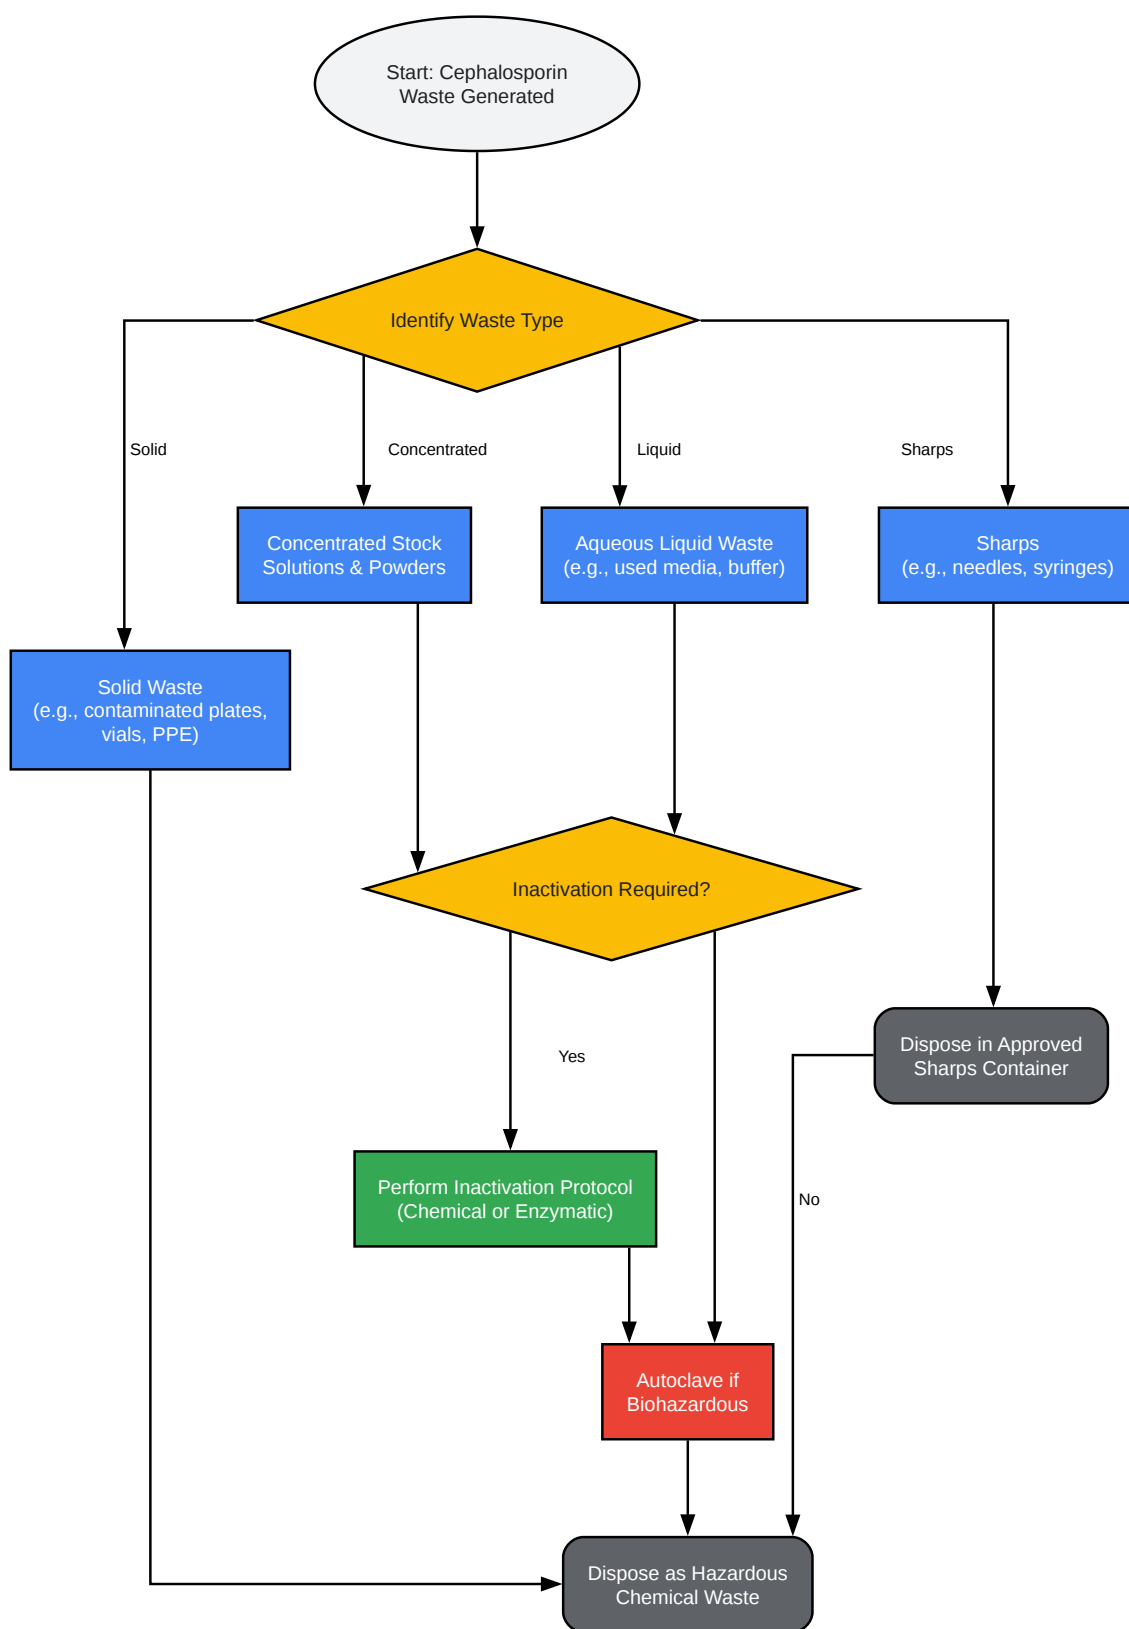 Start: Cephalosporin
Waste Generated
Identify Waste Type
Solid
Concentrated
Liquid
Sharps
Concentrated Stock
Solutions & Powders
Aqueous Liquid Waste
(e.g., used media, buffer)
Sharps
(e.g., needles, syringes)
Solid Waste
(e.g., contaminated plates,
vials, PPE)
Inactivation Required?
Dispose in Approved
Sharps Container
Yes
Perform Inactivation Protocol
(Chemical or Enzymatic)
No
Autoclave if
Biohazardous
Dispose as Hazardous
Chemical Waste